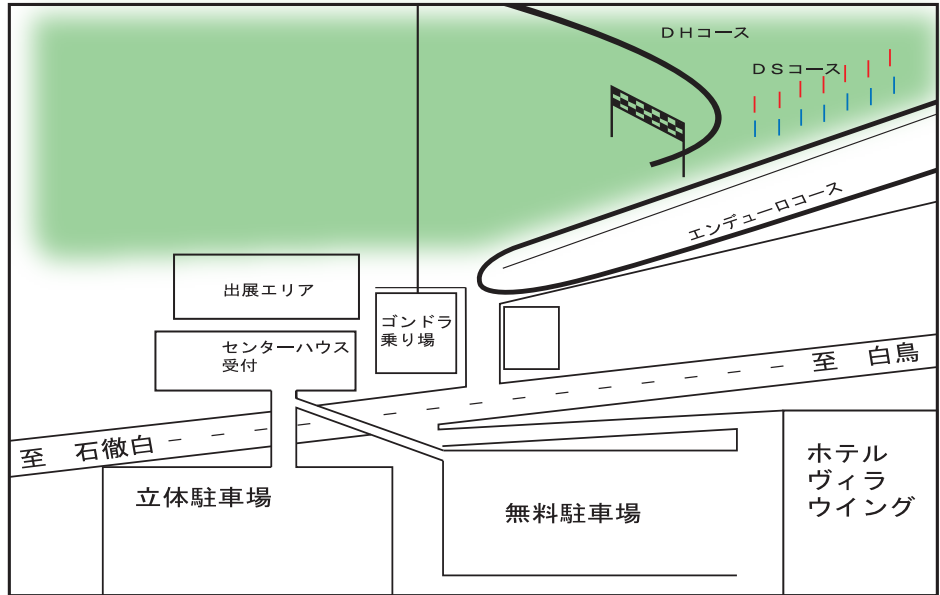 DHコース
DSコース
エンデューロコース
出展エリア
ゴンドラ
乗り場
センターハウス
受付
至 白鳥
至 石徹白
立体駐車場
無料駐車場
ホテル
ヴィラ
ウイング